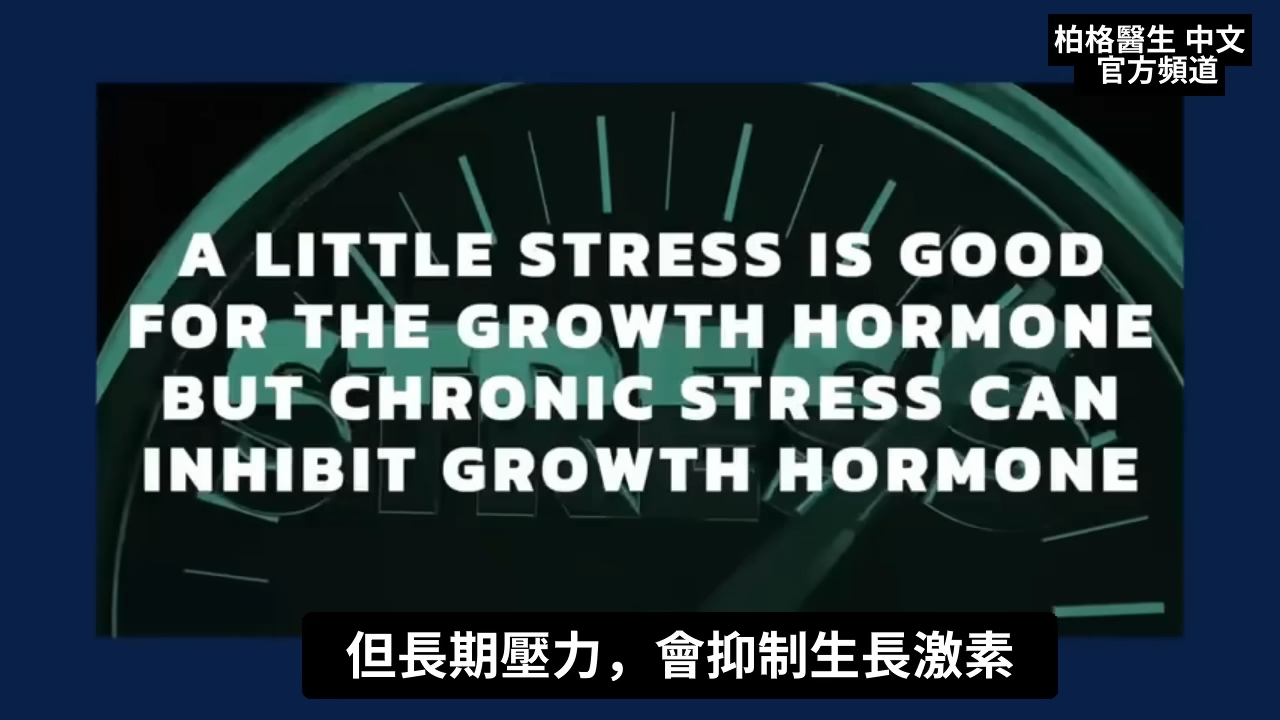 柏格醫生 中文
官方頻道
A LITTLE STRESS IS GOOD
FOR THE GROWTH HORMONE
BUT CHRONIC STRESS CAN
INHIBIT GROWTH HORMONE
STRESS
但長期壓力，會抑制生長激素